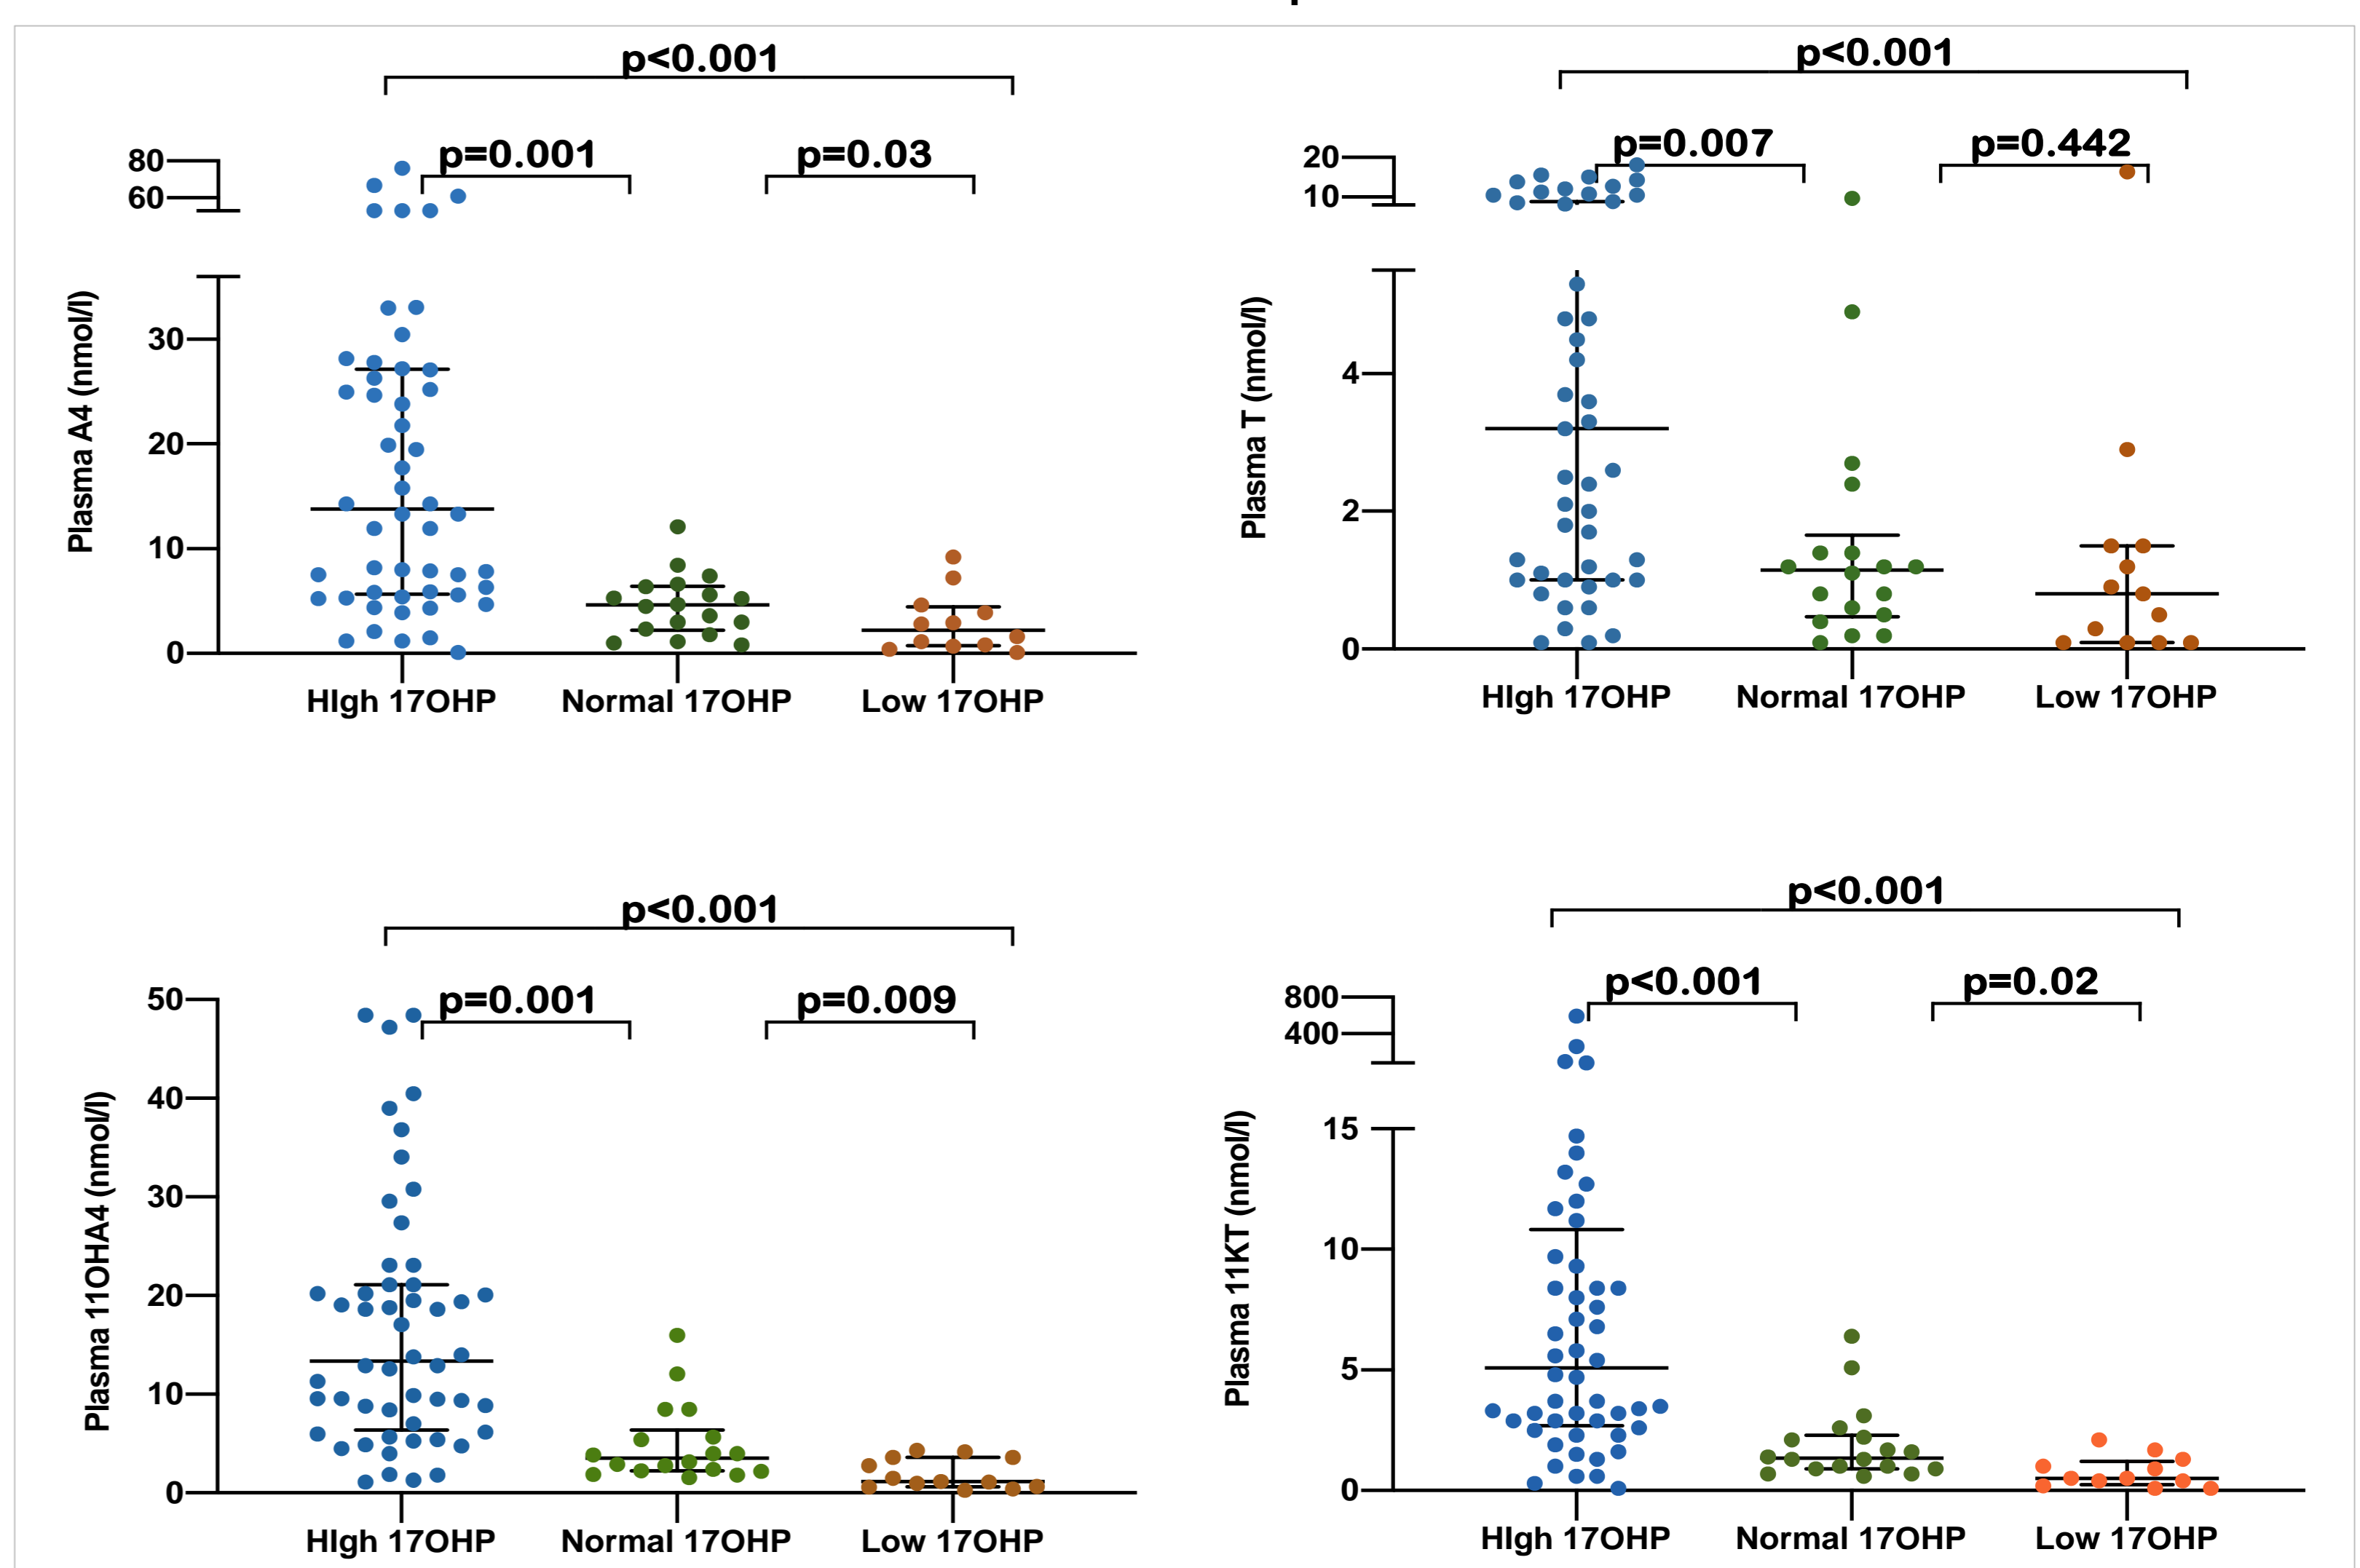 p<0.001
p=0.001
p=0.03
80
60
30
20
10
0
Plasma A4 (nmol/l)
HIgh 17OHP
Normal 17OHP
Low 17OHP
p<0.001
p=0.007
p=0.442
20
10
4
2
0
Plasma T (nmol/l)
HIgh 17OHP
Normal 17OHP
Low 17OHP
p<0.001
p=0.001
p=0.009
50
40
30
20
10
0
Plasma 11OHA4 (nmol/l)
HIgh 17OHP
Normal 17OHP
Low 17OHP
p<0.001
p<0.001
p=0.02
800
400
15
10
5
0
Plasma 11KT (nmol/l)
HIgh 17OHP
Normal 17OHP
Low 17OHP